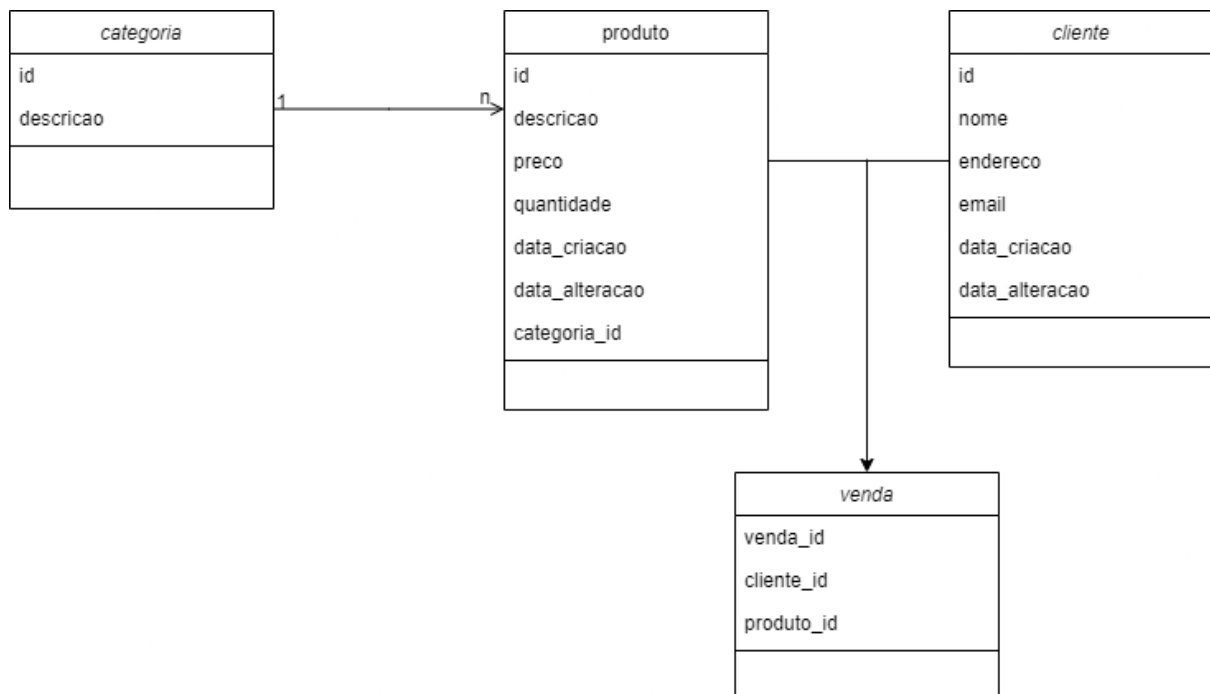 categoria
id
descricao
1
n
produto
id
descricao
preco
quantidade
data_criacao
data_alteracao
categoria_id
cliente
id
nome
endereco
email
data_criacao
data_alteracao
venda
venda_id
cliente_id
produto_id